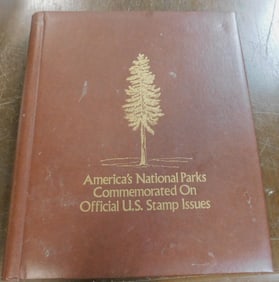 America's National Parks
Commemorated On
Official U.S. Stamp Issues